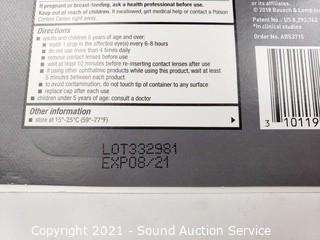 If pregnant or breast-feeding, ask a health professional before use.
Keep out of reach of children. If swallowed, get medical help or contact a Poison
Control Center right away.
Directions
■ adults and children 5 years of age and over:
■ instill 1 drop in the affected eye(s) every 6-8 hours
■ do not use more than 4 times daily
■ remove contact lenses before use
■ wait at least 10 minutes before re-inserting contact lenses after use
■ if using other ophthalmic products while using this product, wait at least
5 minutes between each product
■ to avoid contamination, do not touch tip of container to any surface
■ replace cap after each use
■ children under 5 years of age: consult a doctor
Other information
■ store at 15°-25°C (59°-77°F)
LOT332981
EXP08/21
or its affiliates.
© 2018 Bausch & Lomb
Patent No.: US 8,293,742
*In clinical studies
Order No. AB53715
3 10119
Copyright 2021 - Sound Auction Service